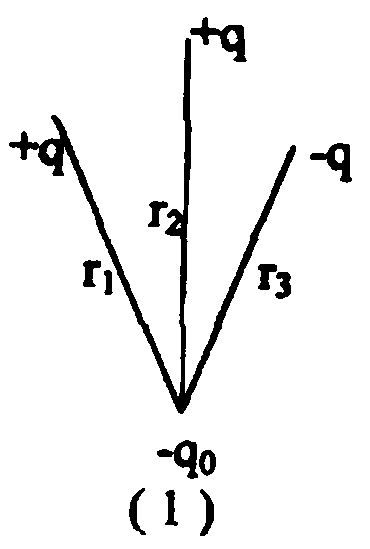 +q
+q
-q
r₂
r₁
r₃
-q₀
( 1 )